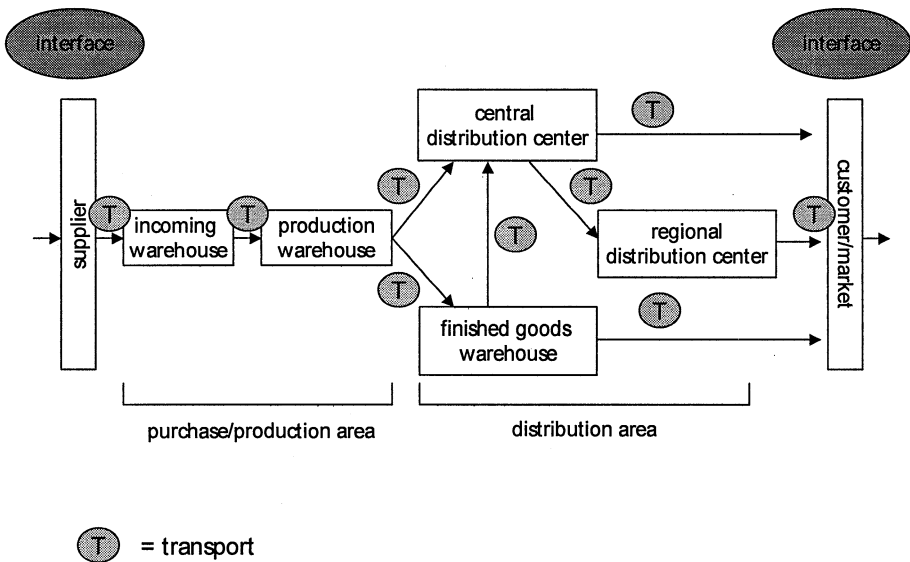 interface
interface
T
central
distribution center
T
T
T
T
supplier
incoming
warehouse
production
warehouse
T
regional
distribution center
T
customer/market
T
finished goods
warehouse
T
purchase/production area
distribution area
T = transport